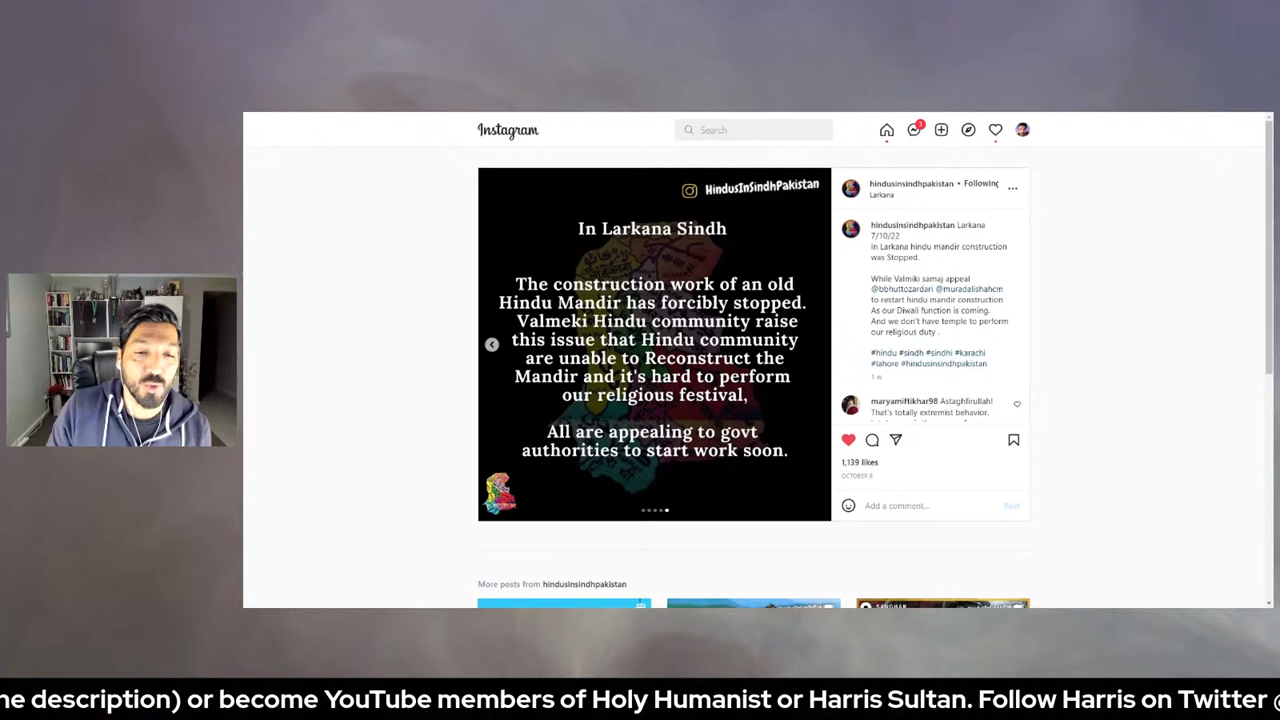 Instagram
Search
3
HindusInSindhPakistan
In Larkana Sindh
The construction work of an old
Hindu Mandir has forcibly stopped.
Valmeki Hindu community raise
this issue that Hindu community
are unable to Reconstruct the
Mandir and it's hard to perform
our religious festival,
All are appealing to govt
authorities to start work soon.
hindusinsindhpakistan • Following
Larkana
hindusinsindhpakistan Larkana
7/10/22
In Larkana hindu mandir construction
was Stopped.
While Valmiki samaj appeal
@bbhuttozardari @muradalishahcm
to restart hindu mandir construction
As our Diwali function is coming.
And we don't have temple to perform
our religious duty .
#hindu #sindh #sindhi #karachi
#lahore #hindusinsindhpakistan
1 w
maryamiftikhar98 Astaghfirullah!
That's totally extremist behavior.
1,139 likes
OCTOBER 6
Add a comment...
Post
More posts from hindusinsindhpakistan
SANGHAR
he description) or become YouTube members of Holy Humanist or Harris Sultan. Follow Harris on Twitter @